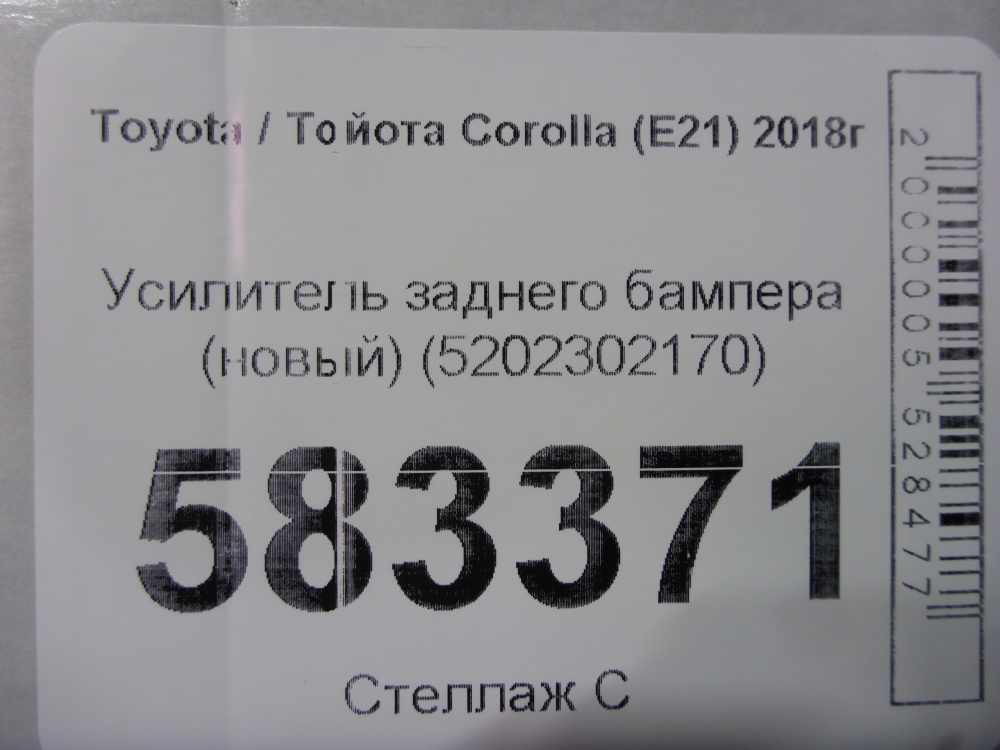 Toyota / Тойота Corolla (E21) 2018г
Усилитель заднего бампера
(новый) (5202302170)
583371
Стеллаж С
2000005528477